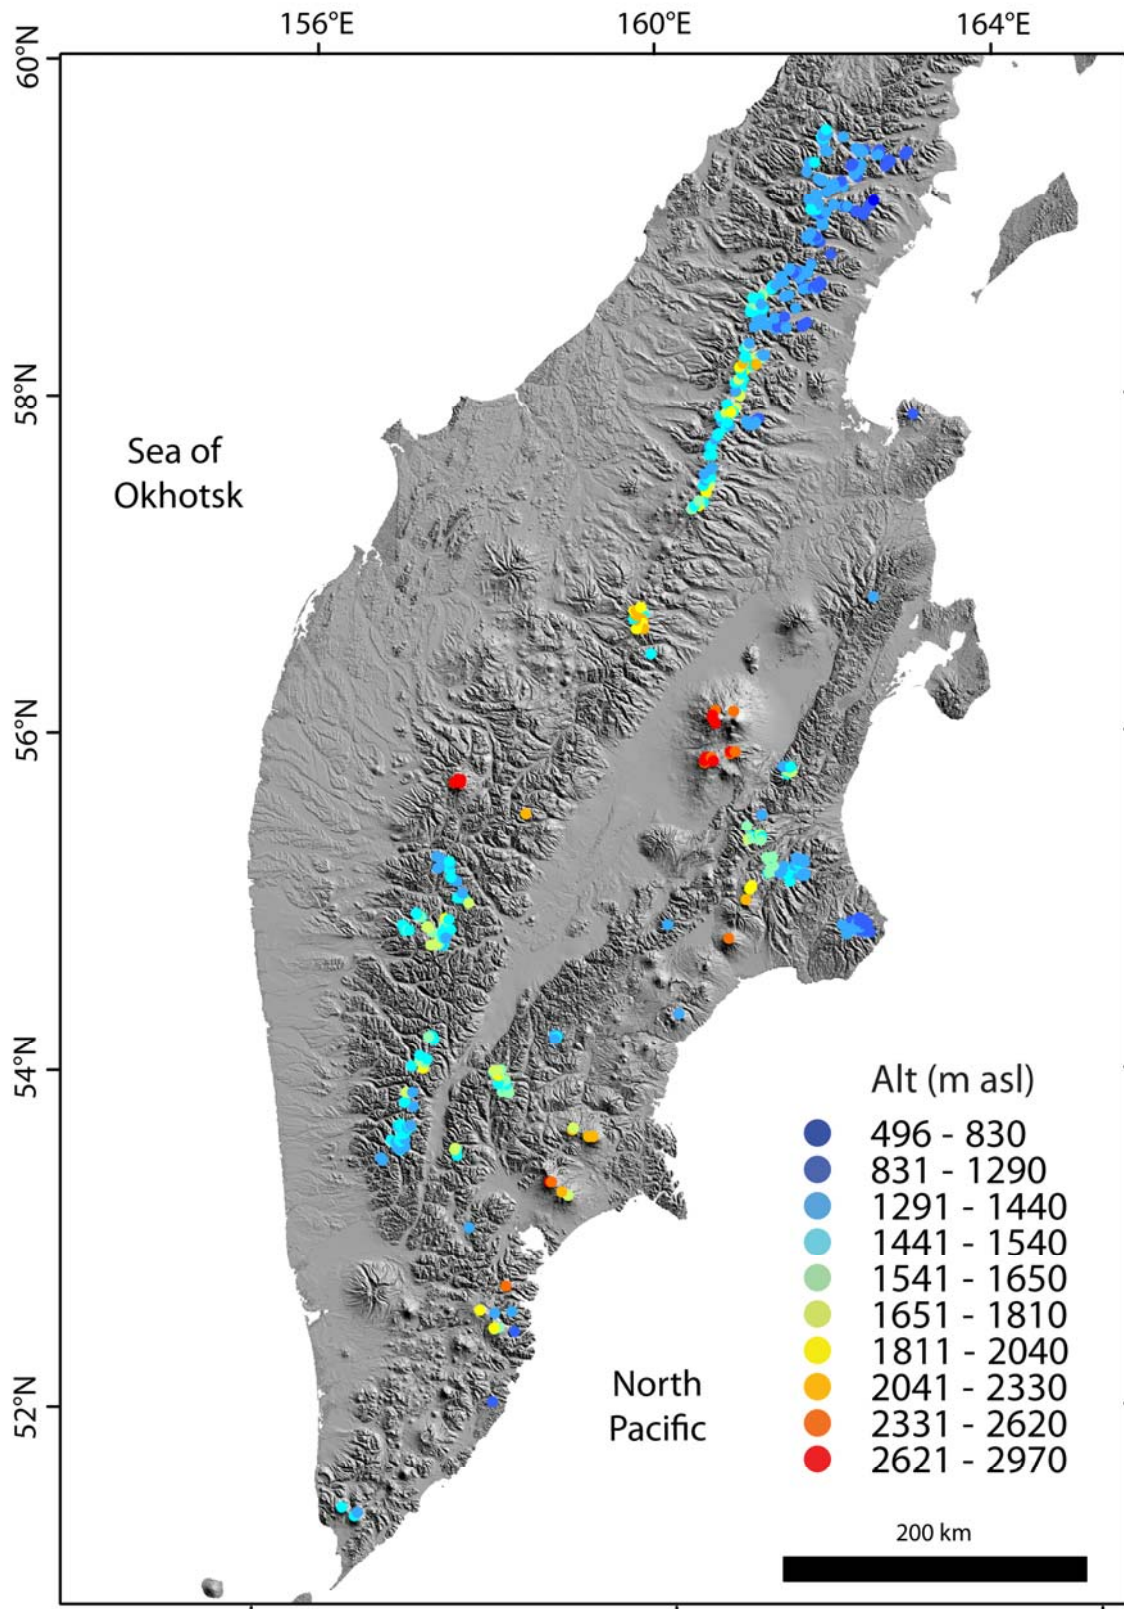 156°E 160°E 164°E
60°N
58°N
Sea of
Okhotsk
56°N
54°N
Alt (m asl)
496 - 830
831 - 1290
1291 - 1440
1441 - 1540
1541 - 1650
1651 - 1810
1811 - 2040
2041 - 2330
2331 - 2620
2621 - 2970
North
Pacific
52°N
200 km